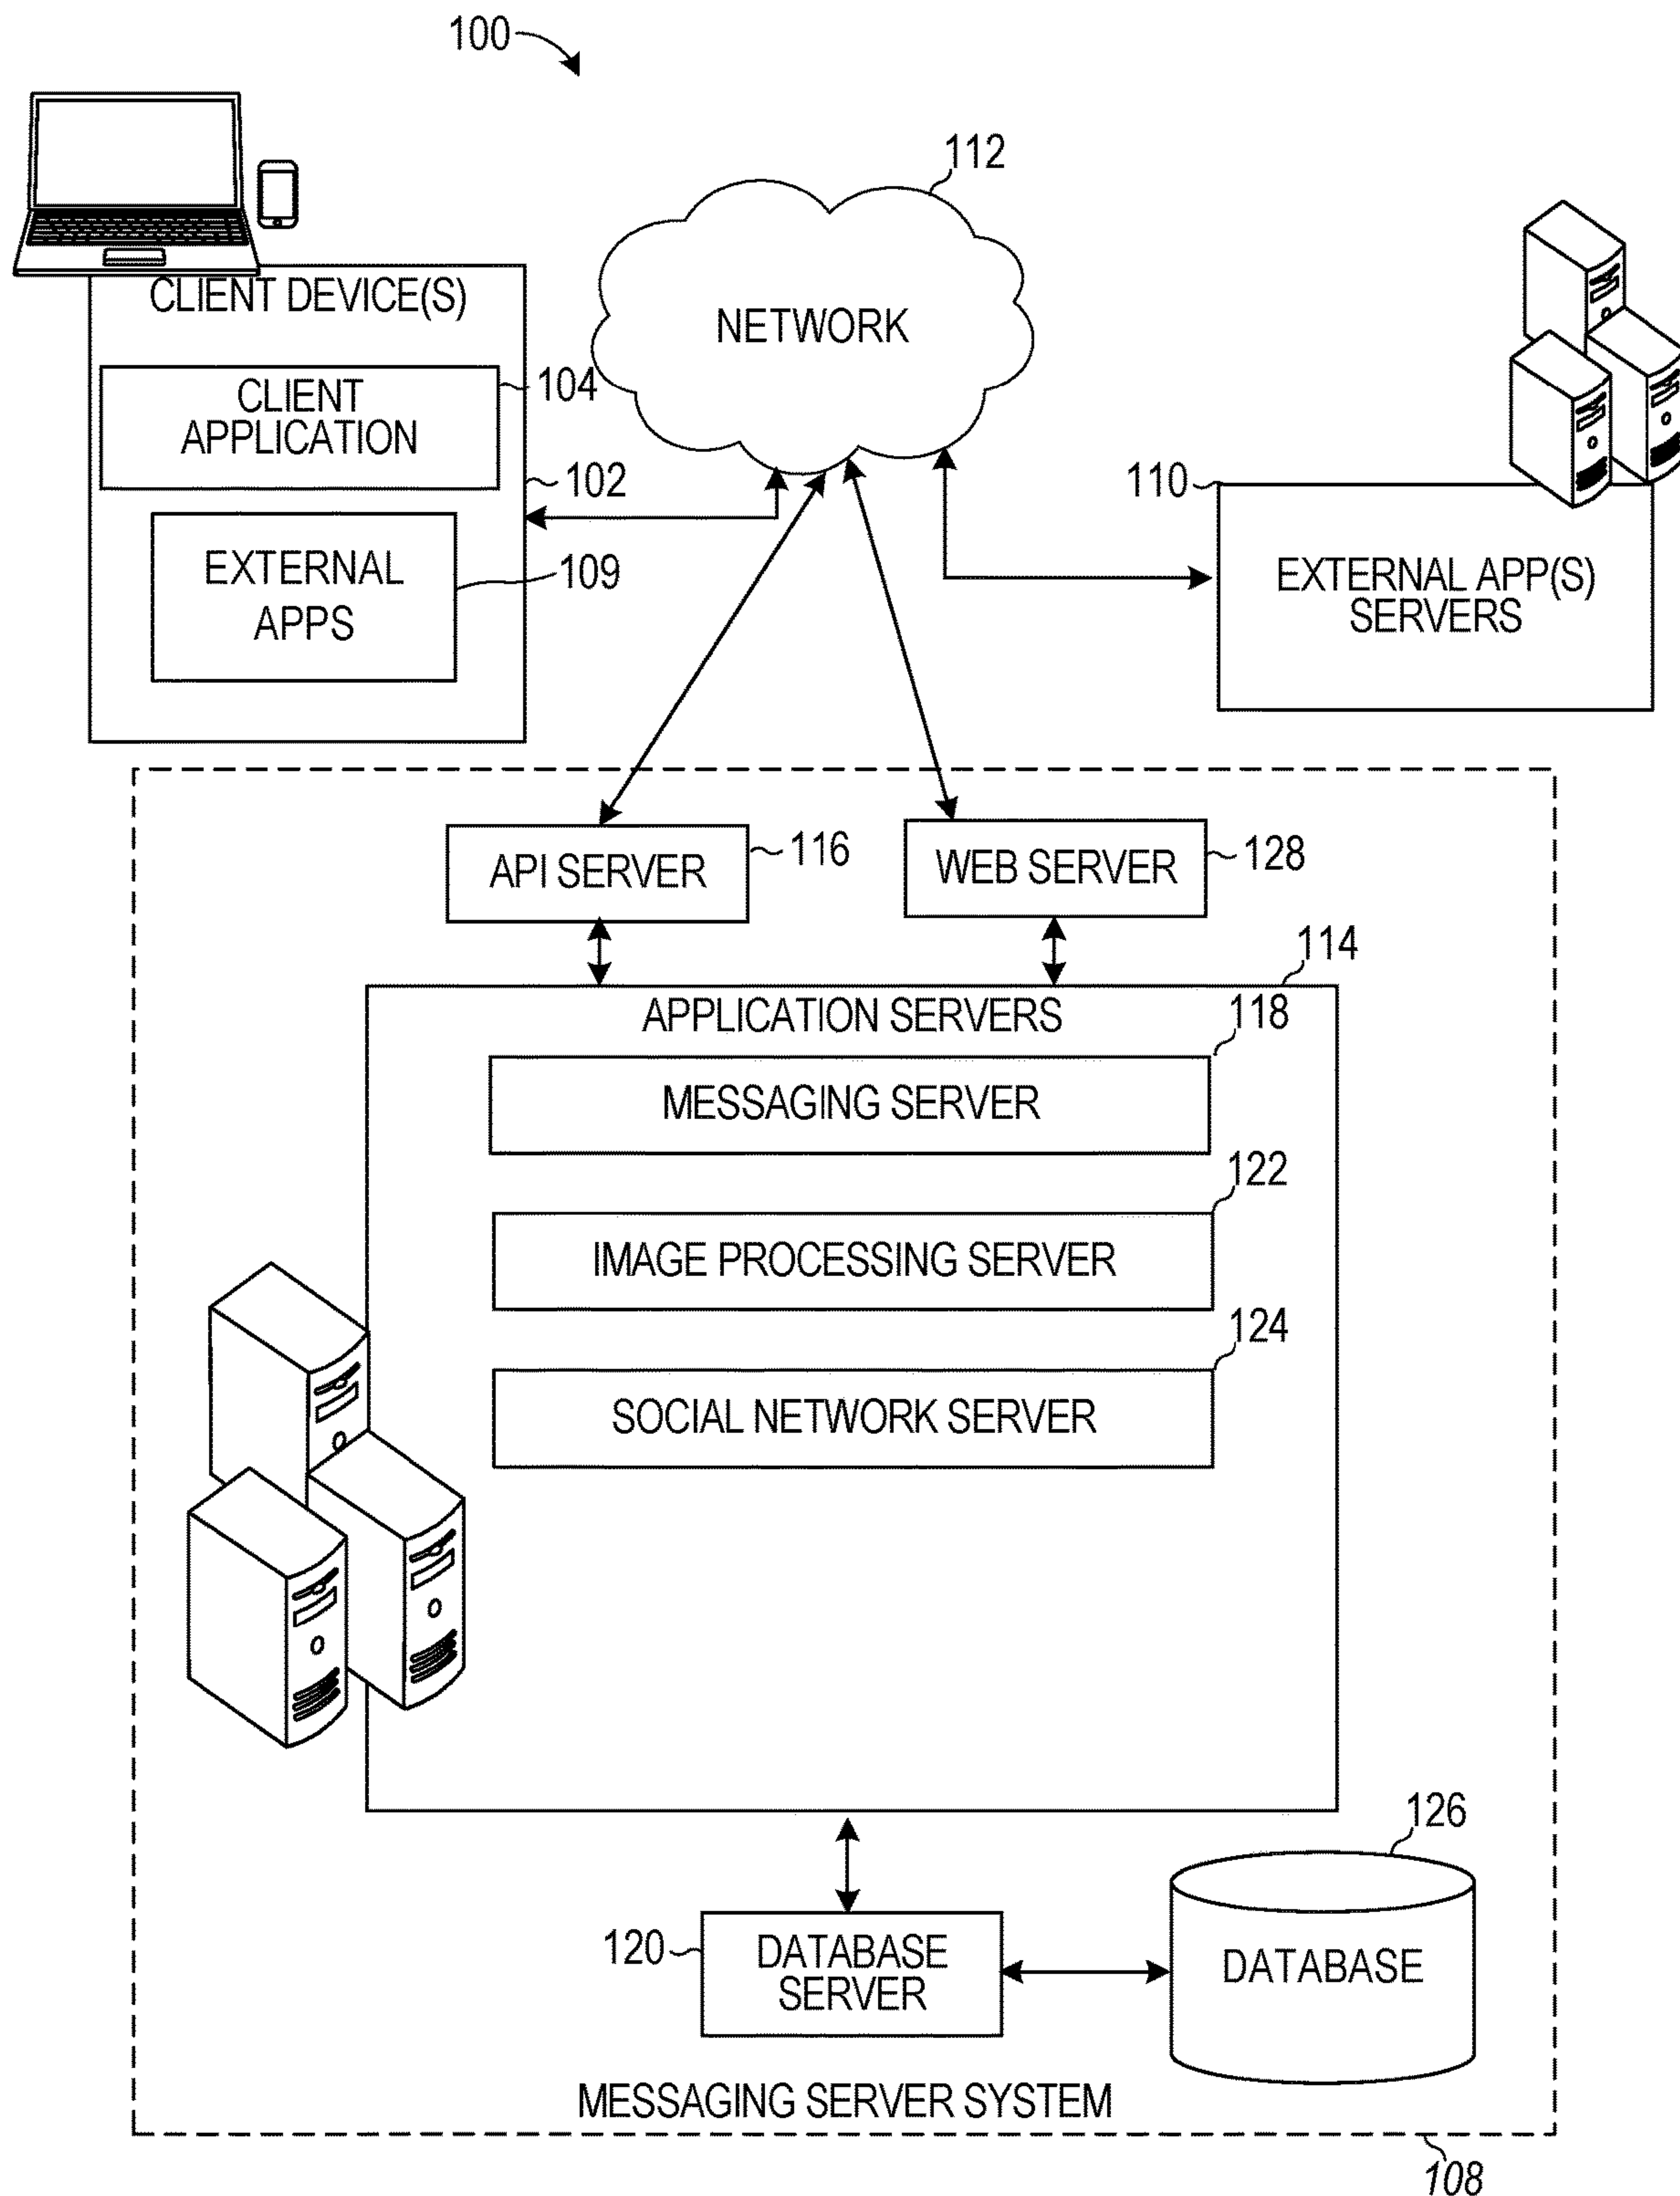 100
112
CLIENT DEVICE(S)
NETWORK
104
CLIENT
APPLICATION
102
110
EXTERNAL
APPS
109
EXTERNAL APP(S)
SERVERS
API SERVER
116
WEB SERVER
128
114
APPLICATION SERVERS
118
MESSAGING SERVER
122
IMAGE PROCESSING SERVER
124
SOCIAL NETWORK SERVER
126
120
DATABASE
SERVER
DATABASE
MESSAGING SERVER SYSTEM
108